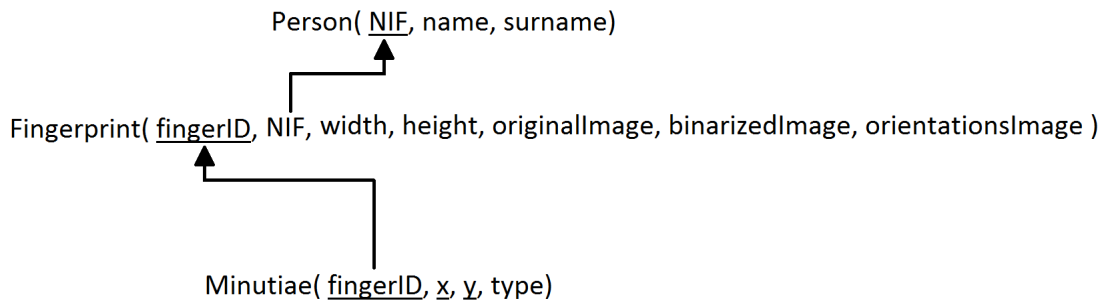 Person( NIF, name, surname)
Fingerprint( fingerID, NIF, width, height, originalImage, binarizedImage, orientationsImage )
Minutiae( fingerID, x, y, type)